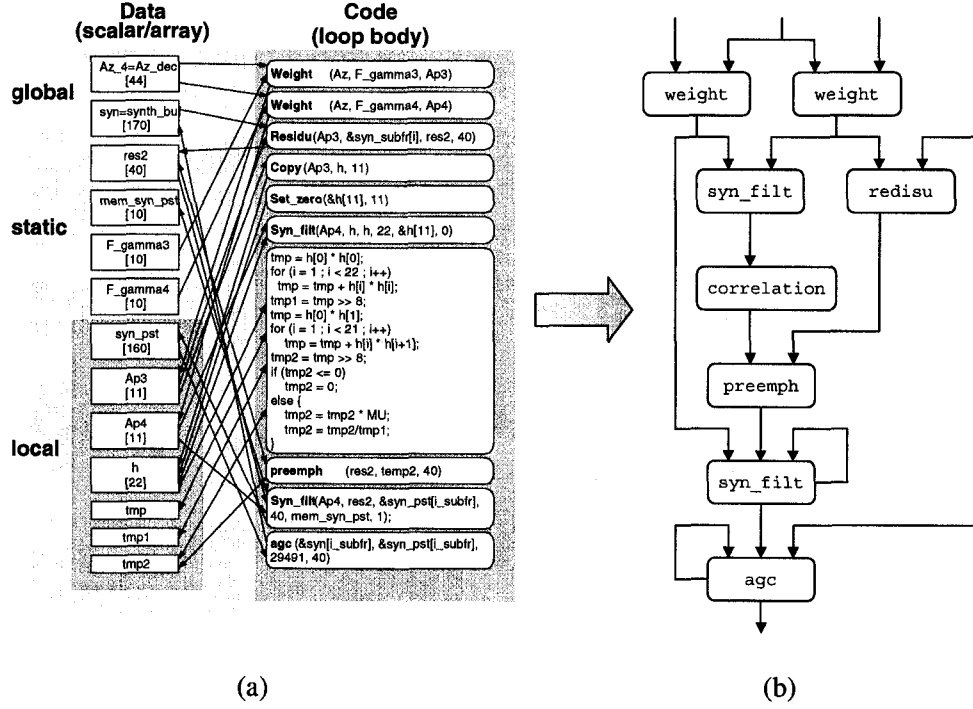 Data
(scalar/array)
Code
(loop body)
global
static
local
Az_4=Az_dec
[44]
syn=synth_bu
[170]
res2
[40]
mem_syn_pst
[10]
F_gamma3
[10]
F_gamma4
[10]
syn_pst
[160]
Ap3
[11]
Ap4
[11]
h
[22]
tmp
tmp1
tmp2
Weight (Az, F_gamma3, Ap3)
Weight (Az, F_gamma4, Ap4)
Residu(Ap3, &syn_subfr[i], res2, 40)
Copy(Ap3, h, 11)
Set_zero(&h[11], 11)
Syn_filt(Ap4, h, h, 22, &h[11], 0)
tmp = h[0] * h[0];
for (i = 1 ; i < 22 ; i++)
tmp = tmp + h[i] * h[i];
tmp1 = tmp >> 8;
tmp = h[0] * h[1];
for (i = 1 ; i < 21 ; i++)
tmp = tmp + h[i] * h[i+1];
tmp2 = tmp >> 8;
if (tmp2 <= 0)
tmp2 = 0;
else {
tmp2 = tmp2 * MU;
tmp2 = tmp2/tmp1;
}
preemph (res2, temp2, 40)
Syn_filt(Ap4, res2, &syn_pst[i_subfr],
40, mem_syn_pst, 1);
agc (&syn[i_subfr], &syn_pst[i_subfr],
29491, 40)
(a)
weight
weight
syn_filt
redisu
correlation
preemph
syn_filt
agc
(b)